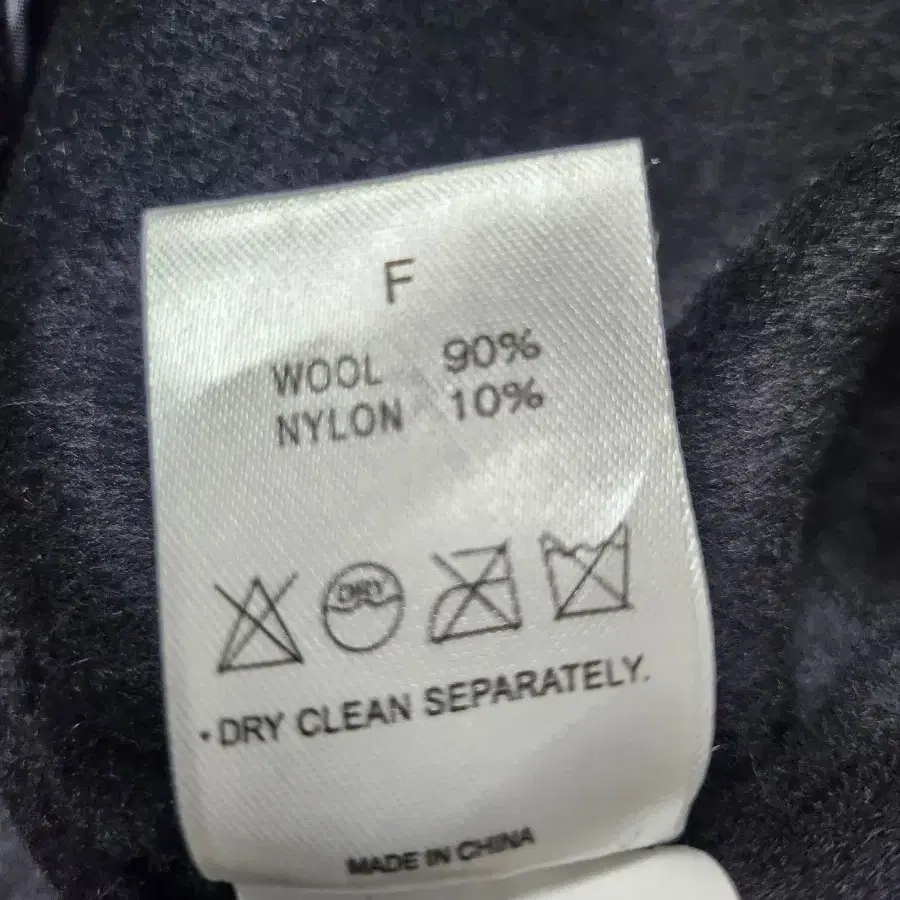 F
WOOL 90%
NYLON 10%
DRY
• DRY CLEAN SEPARATELY.
MADE IN CHINA